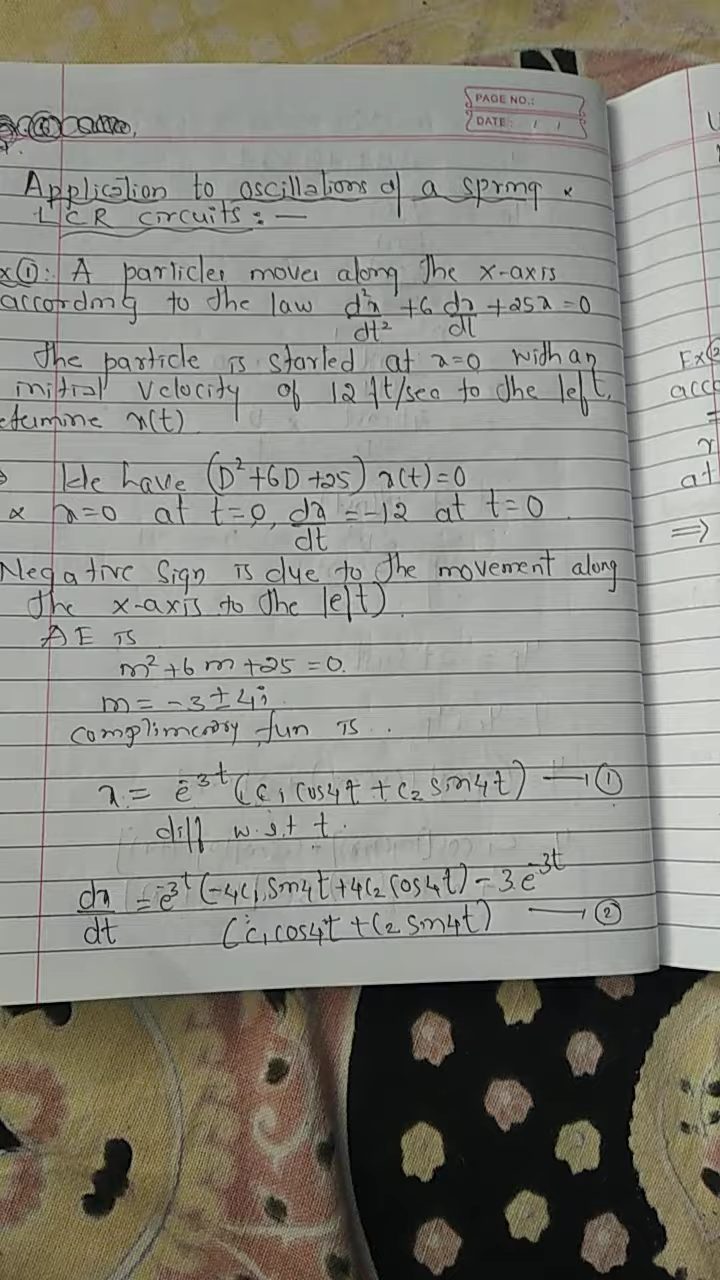 PAGE NO.:
DATE: / /
Application to oscillations of a spring &
LCR circuits:—
x①: A particles moves along the x-axis
according to the law d²x/dt² + 6 dx/dt + 25x = 0
The particle is started at x=0 with an
initial velocity of 12 ft/sec to the left,
etermine x(t)
We have (D²+6D+25) x(t)=0
& x=0 at t=0, dx/dt = -12 at t=0
Negative Sign is due to the movement along
the x-axis to the left)
AE is
m²+6m+25=0.
m = -3±4i
complimenory fun is.
x = e^-3t (c₁ cos4t + c₂ sin4t) —→①
diff w.r.t t.
dx/dt = e^-3t (-4c₁ sin4t + 4c₂ cos4t) - 3.e^-3t
(c₁ cos4t + c₂ sin4t) —→②
Ex②
acc
=
x
at
⇒